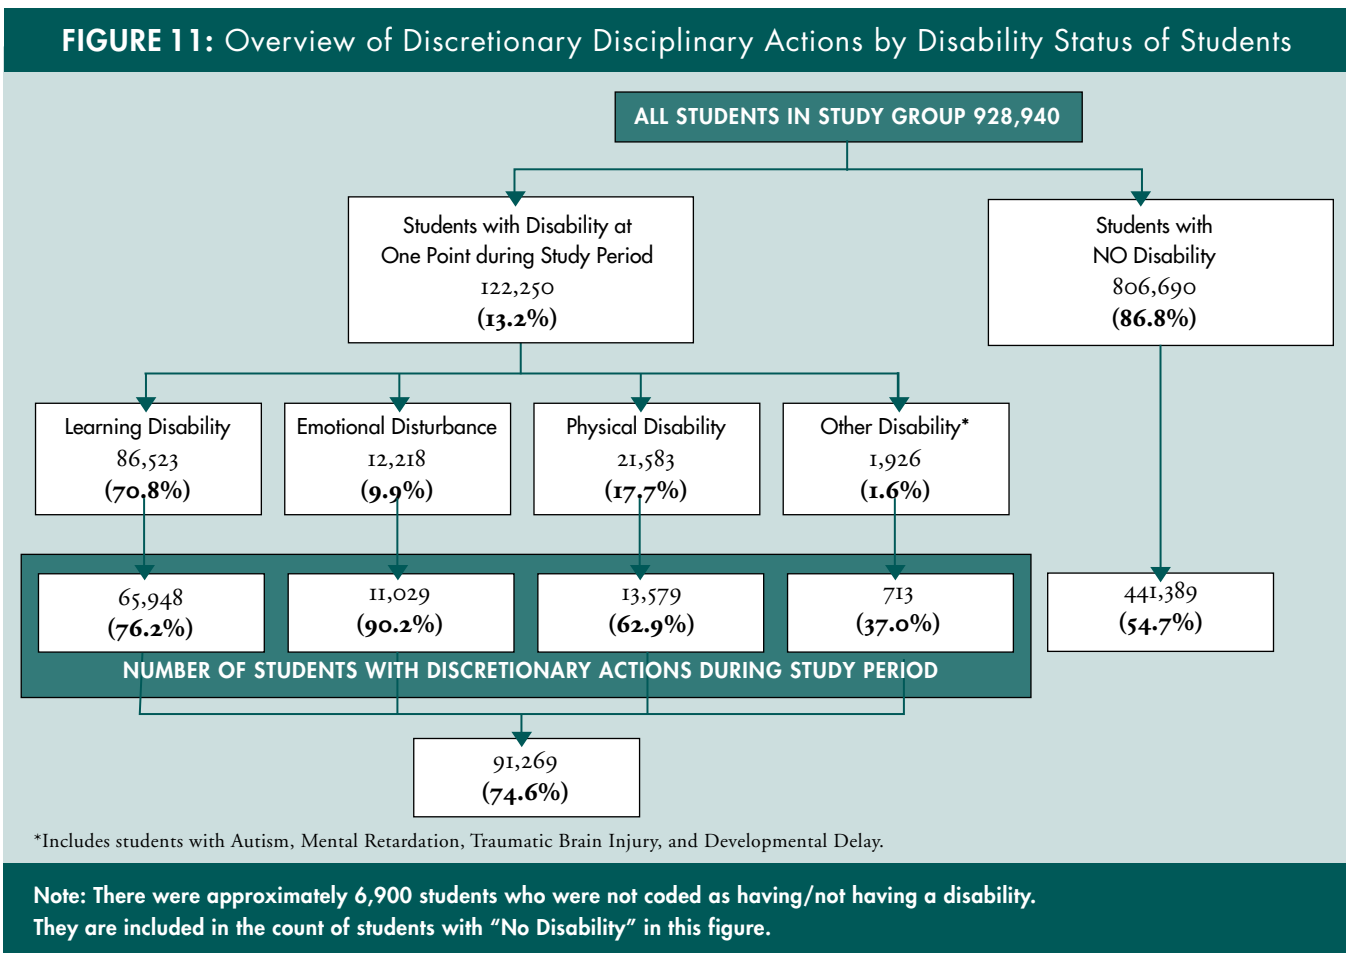 FIGURE 11: Overview of Discretionary Disciplinary Actions by Disability Status of Students
ALL STUDENTS IN STUDY GROUP 928,940
Students with Disability at
One Point during Study Period
122,250
(13.2%)
Students with
NO Disability
806,690
(86.8%)
Learning Disability
86,523
(70.8%)
Emotional Disturbance
12,218
(9.9%)
Physical Disability
21,583
(17.7%)
Other Disability*
1,926
(1.6%)
65,948
(76.2%)
11,029
(90.2%)
13,579
(62.9%)
713
(37.0%)
441,389
(54.7%)
NUMBER OF STUDENTS WITH DISCRETIONARY ACTIONS DURING STUDY PERIOD
91,269
(74.6%)
*Includes students with Autism, Mental Retardation, Traumatic Brain Injury, and Developmental Delay.
Note: There were approximately 6,900 students who were not coded as having/not having a disability.
They are included in the count of students with “No Disability” in this figure.